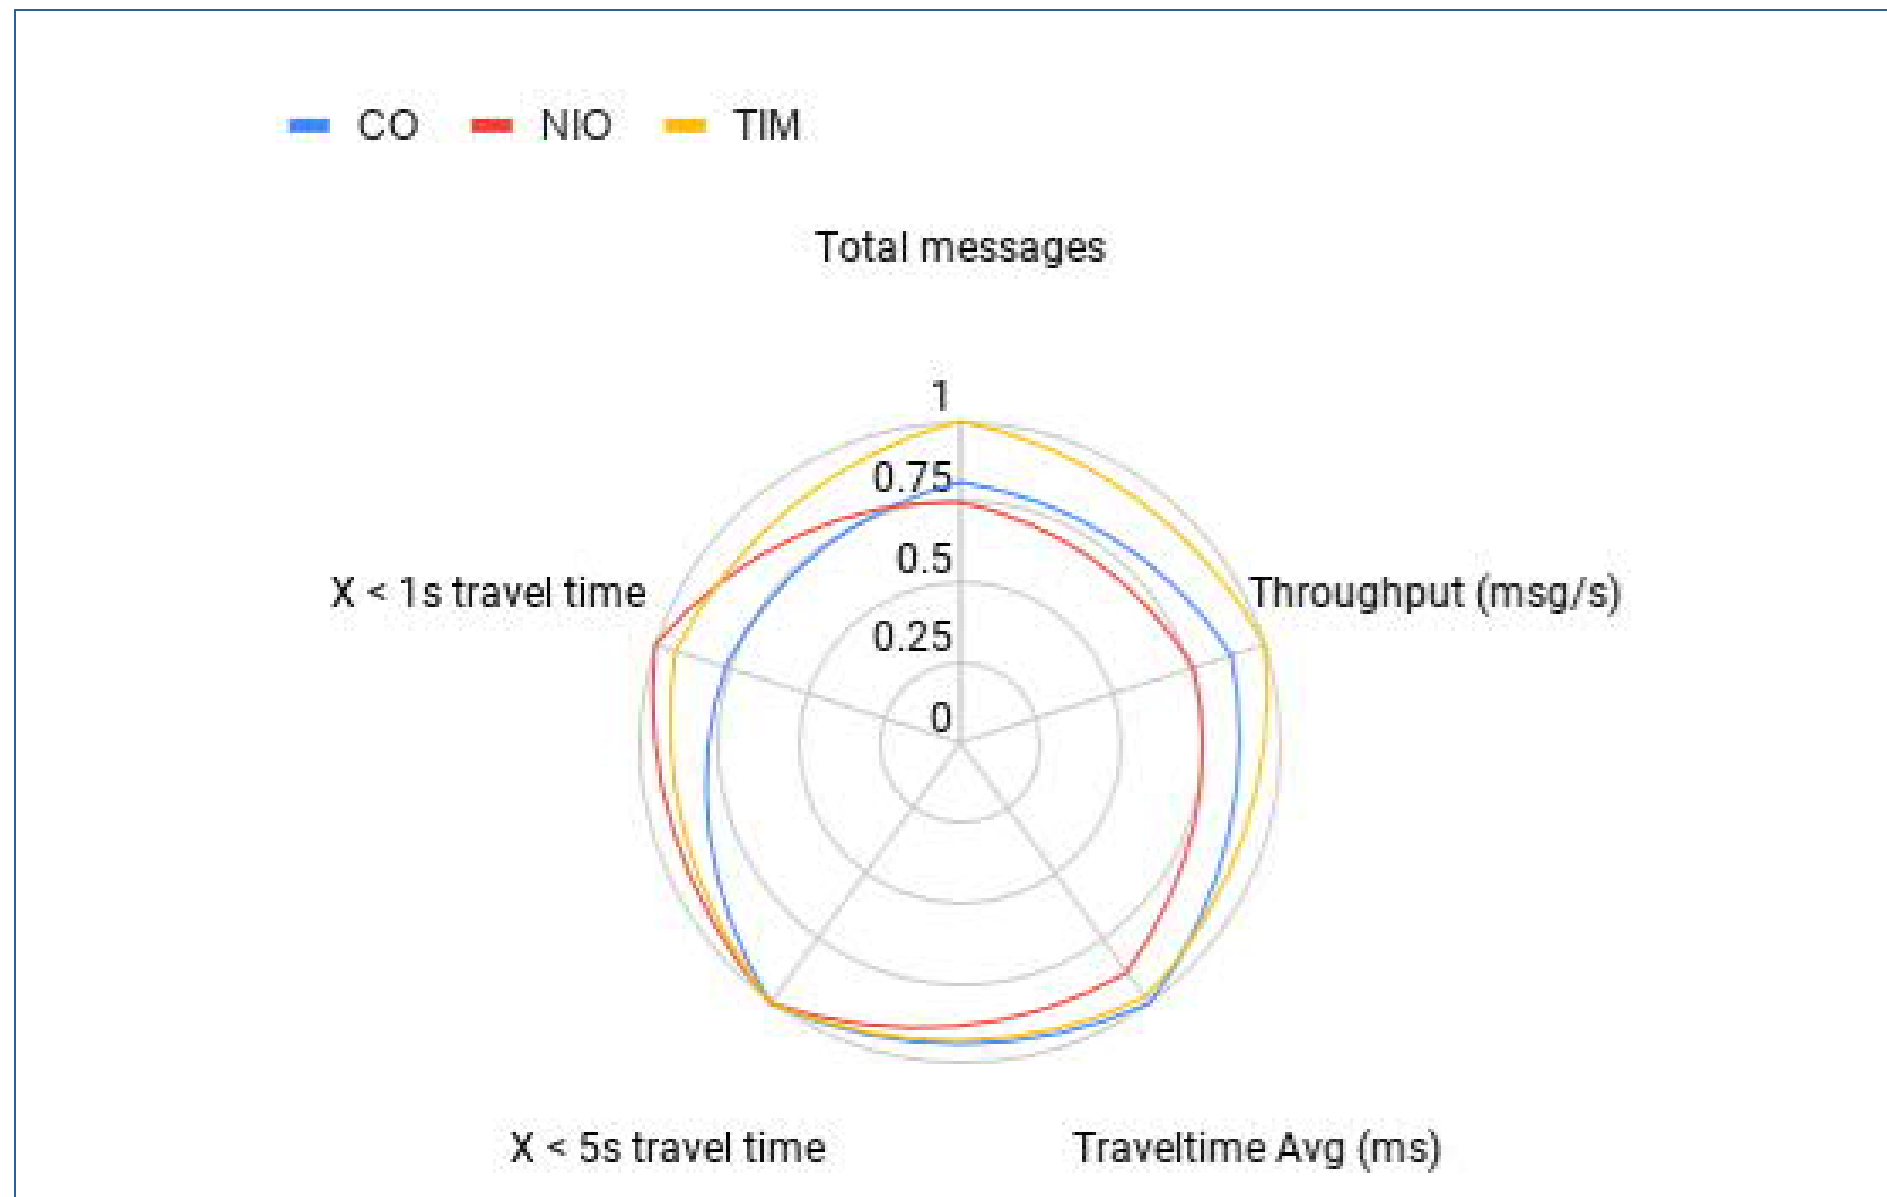 CO NIO TIM
Total messages
1
0.75
0.5
X < 1s travel time
Throughput (msg/s)
0.25
0
X < 5s travel time
Traveltime Avg (ms)